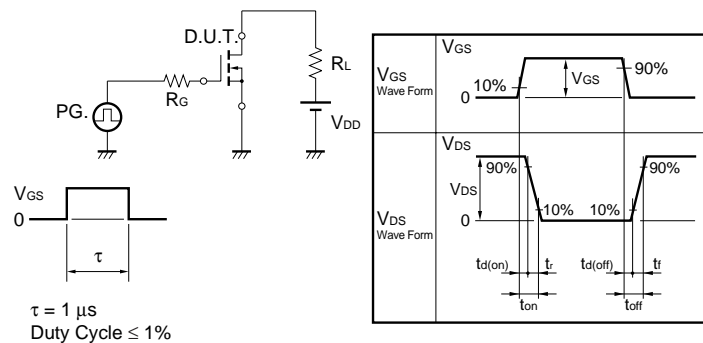 D.U.T.
RL
RG
PG.
VDD
VGS
0
τ
τ = 1 μs
Duty Cycle ≤ 1%
VGS
Wave Form
VGS
10%
VGS
90%
0
VDS
Wave Form
VDS
90%
VDS
0
10%
10%
90%
td(on)
tr
td(off)
tf
ton
toff